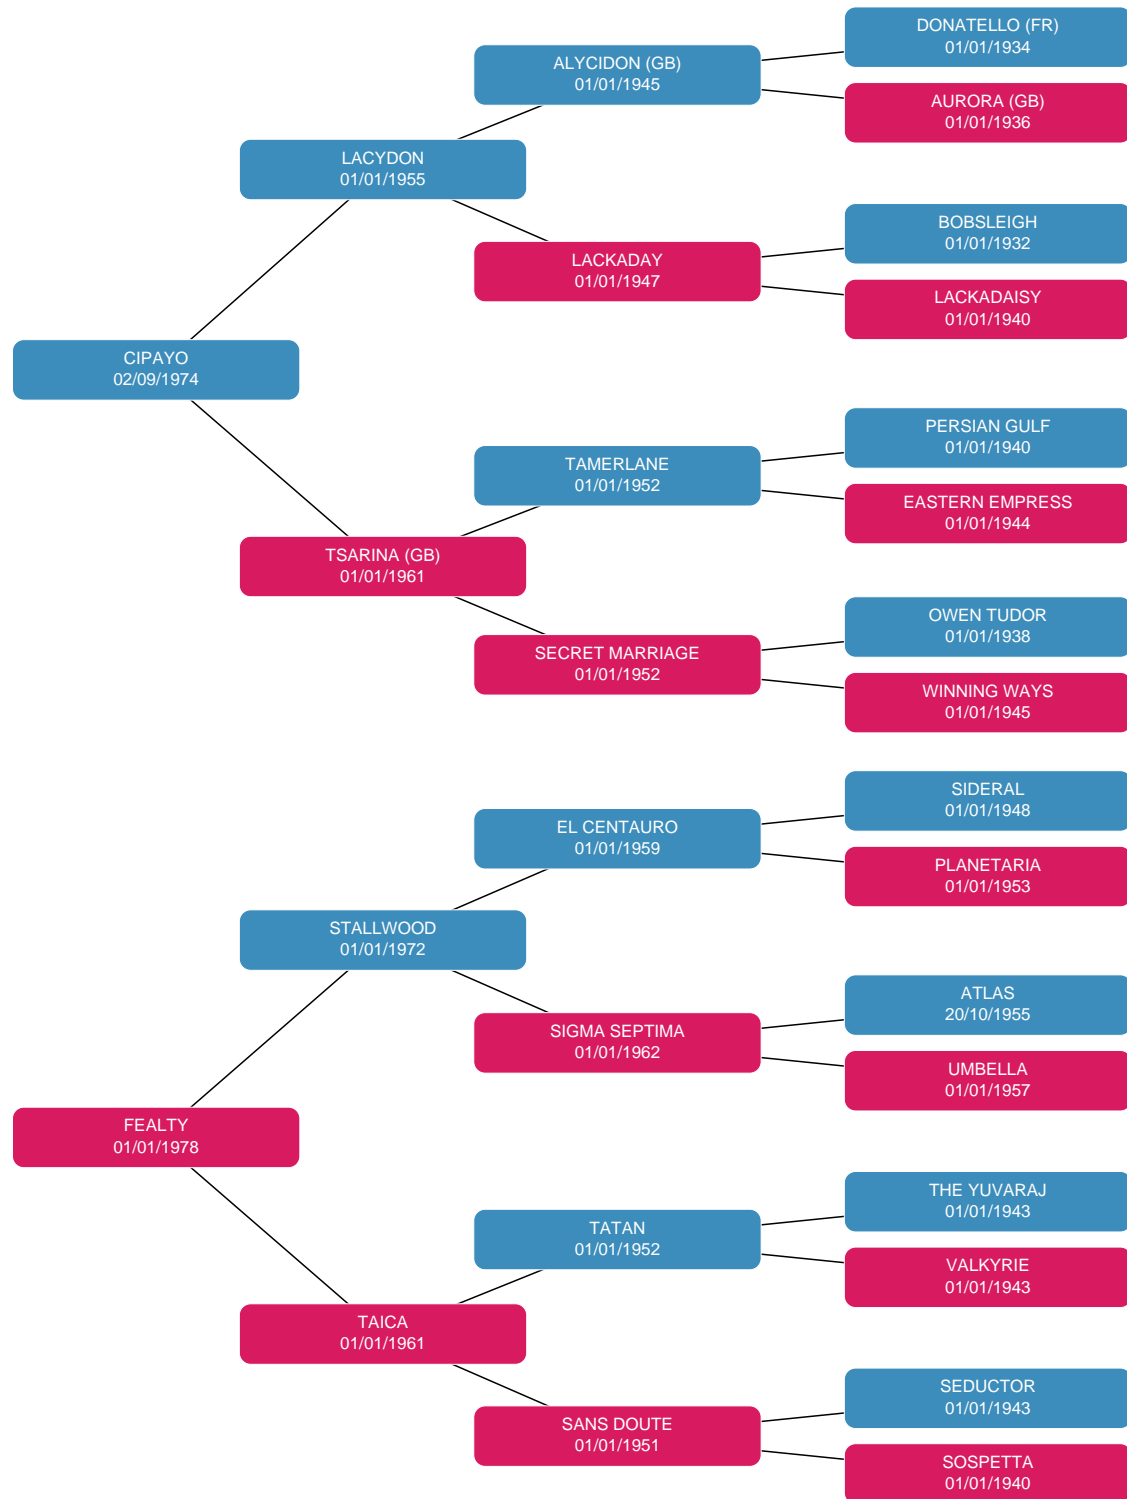 DONATELLO (FR)
01/01/1934
ALYCIDON (GB)
01/01/1945
AURORA (GB)
01/01/1936
LACYDON
01/01/1955
BOBSLEIGH
01/01/1932
LACKADAY
01/01/1947
LACKADAISY
01/01/1940
CIPAYO
02/09/1974
PERSIAN GULF
01/01/1940
TAMERLANE
01/01/1952
EASTERN EMPRESS
01/01/1944
TSARINA (GB)
01/01/1961
OWEN TUDOR
01/01/1938
SECRET MARRIAGE
01/01/1952
WINNING WAYS
01/01/1945
SIDERAL
01/01/1948
EL CENTAURO
01/01/1959
PLANETARIA
01/01/1953
STALLWOOD
01/01/1972
ATLAS
20/10/1955
SIGMA SEPTIMA
01/01/1962
UMBELLA
01/01/1957
FEALTY
01/01/1978
THE YUVARAJ
01/01/1943
TATAN
01/01/1952
VALKYRIE
01/01/1943
TAICA
01/01/1961
SEDUCTOR
01/01/1943
SANS DOUTE
01/01/1951
SOSPETTA
01/01/1940